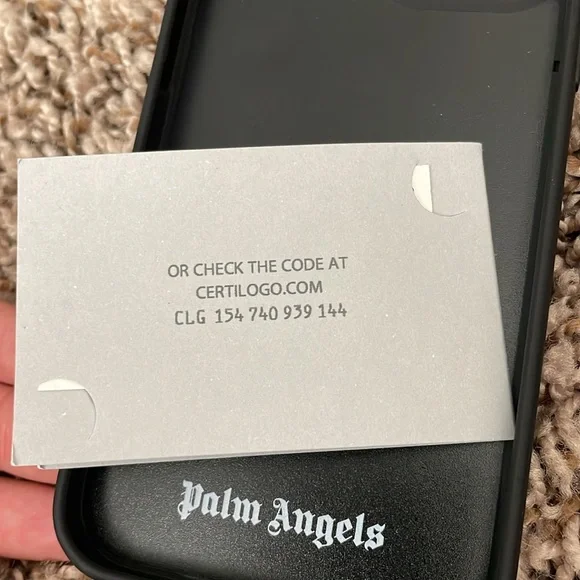 OR CHECK THE CODE AT
CERTILOGO.COM
CLG 154 740 939 144
Palm Angels